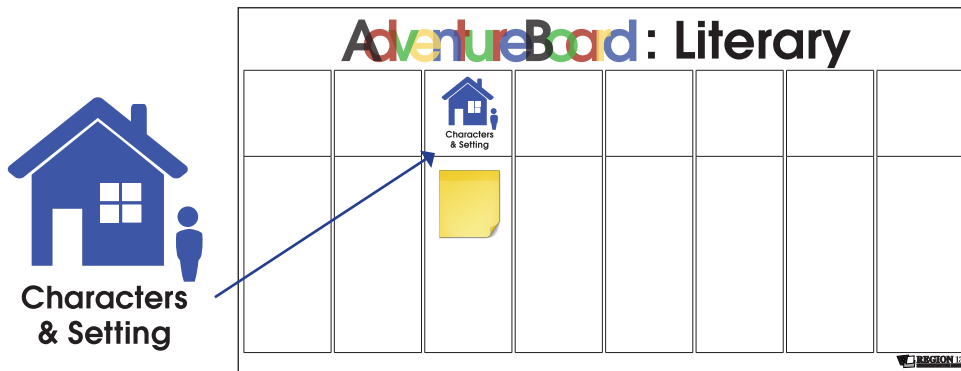 AdventureBoard : Literary
Characters
& Setting
Characters
& Setting
REGION